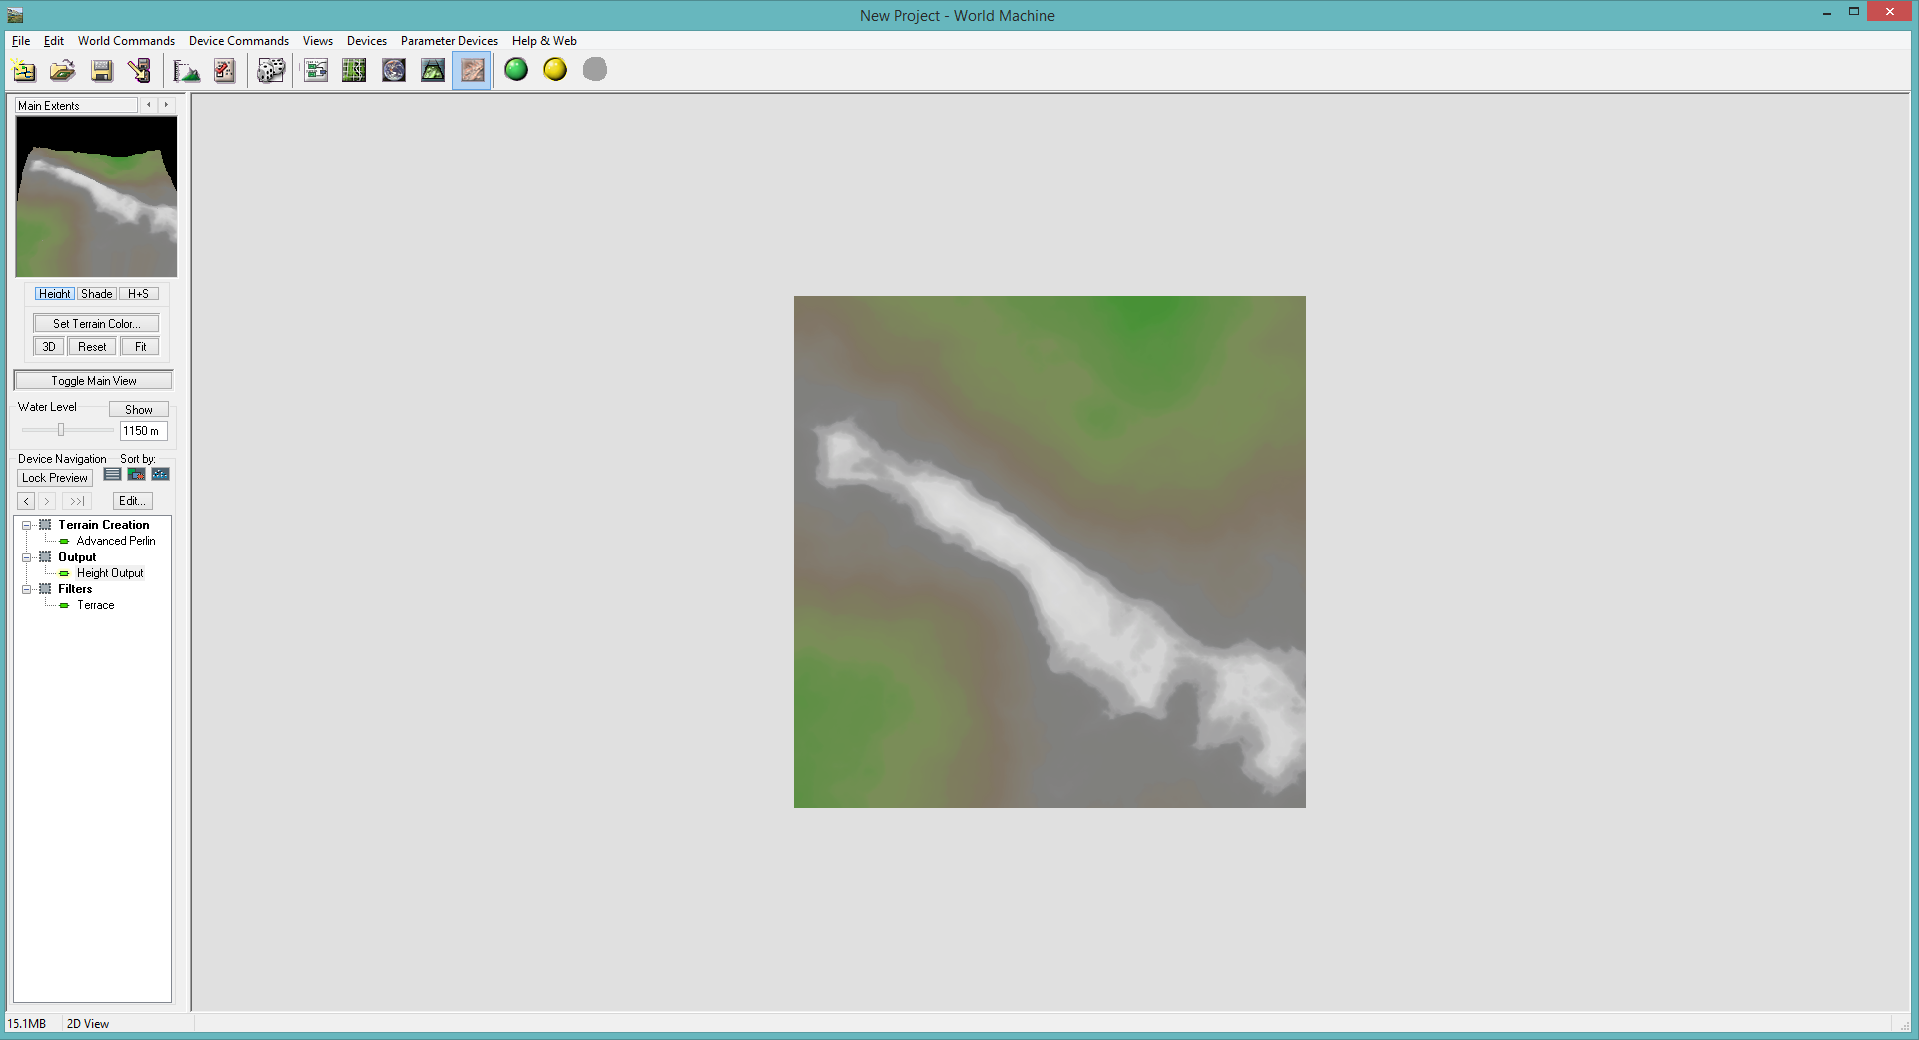 New Project - World Machine
File Edit World Commands Device Commands Views Devices Parameter Devices Help & Web
Main Extents
Height Shade H+S
Set Terrain Color...
3D Reset Fit
Toggle Main View
Water Level Show
1150 m
Device Navigation Sort by:
Lock Preview
< > >>| Edit...
Terrain Creation
Advanced Perlin
Output
Height Output
Filters
Terrace
15.1MB 2D View